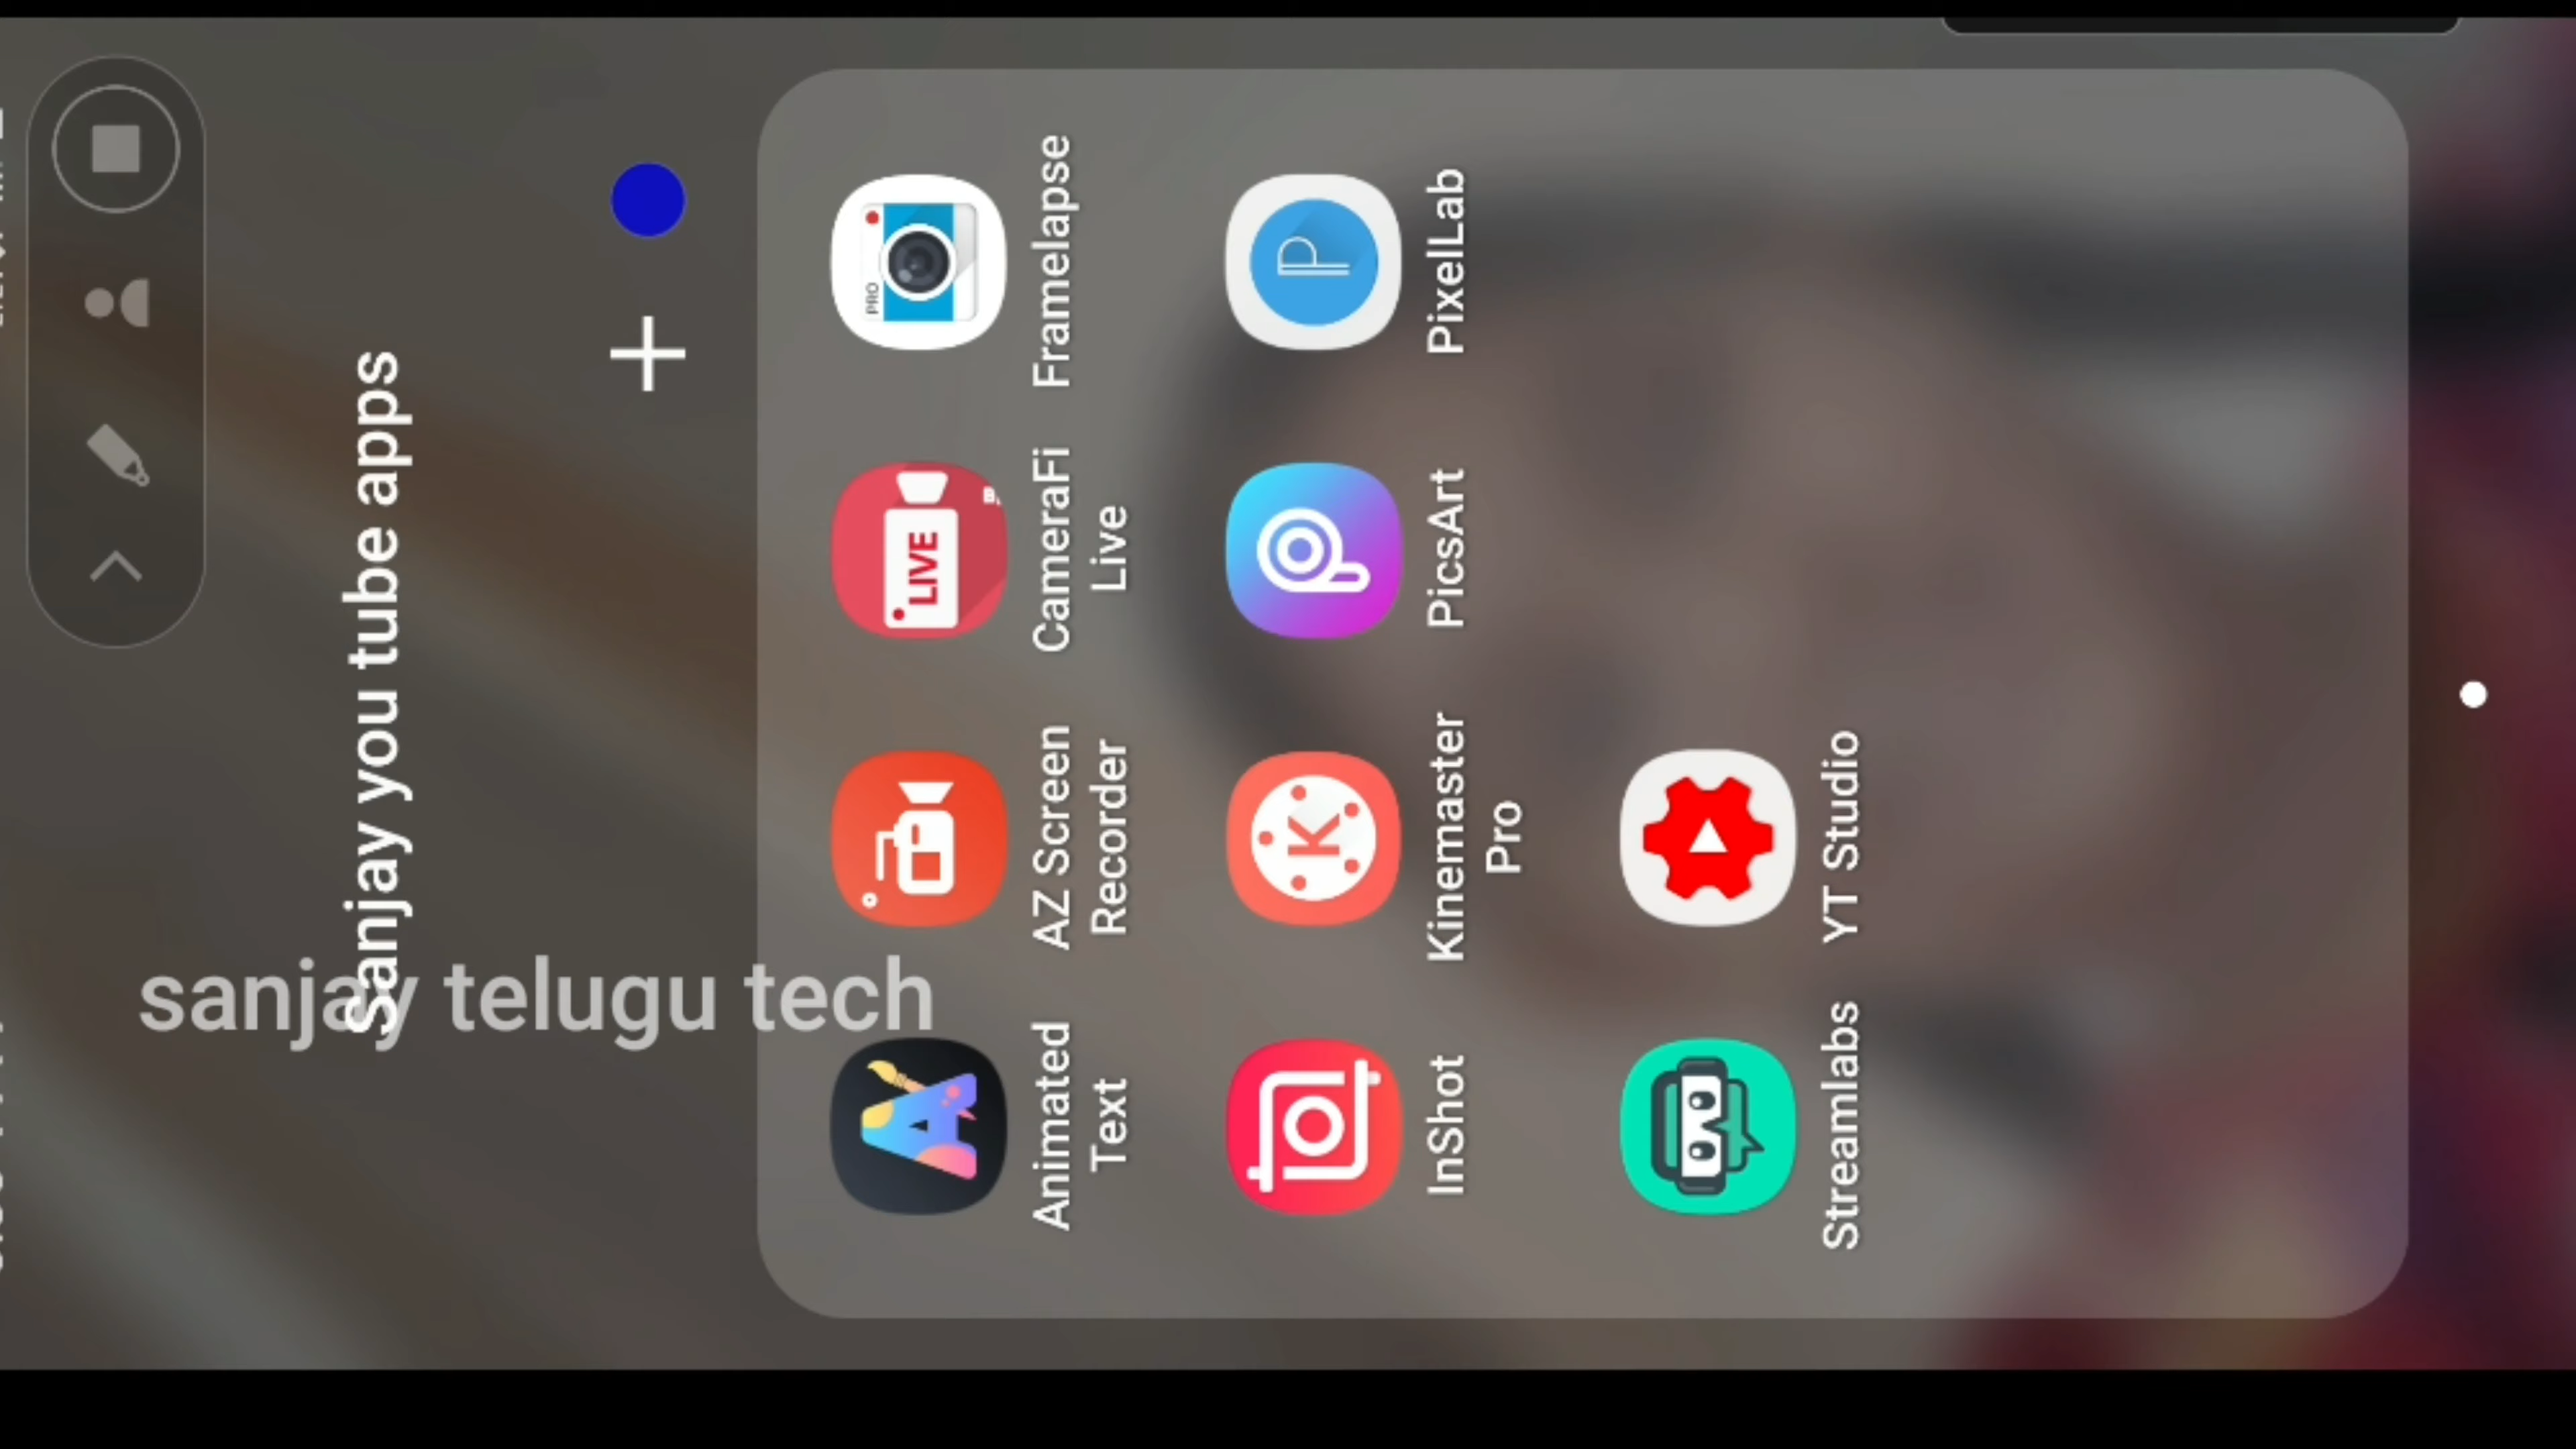 Sanjay you tube apps
Animated
Text
AZ Screen
Recorder
CameraFi
Live
LIVE
Framelapse
PRO
InShot
Kinemaster
Pro
K
PicsArt
PixelLab
P
Streamlabs
YT Studio
sanjay telugu tech